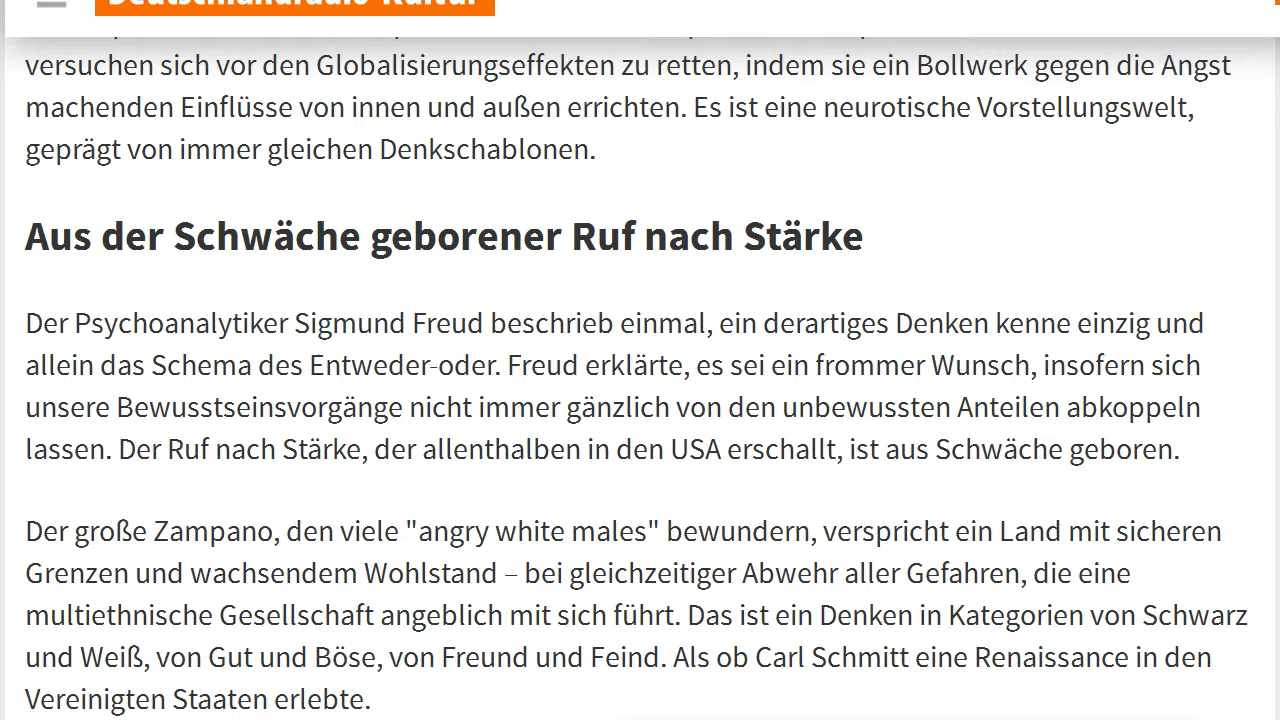 Deutschlandradio Kultur
versuchen sich vor den Globalisierungseffekten zu retten, indem sie ein Bollwerk gegen die Angst
machenden Einflüsse von innen und außen errichten. Es ist eine neurotische Vorstellungswelt,
geprägt von immer gleichen Denkschablonen.
Aus der Schwäche geborener Ruf nach Stärke
Der Psychoanalytiker Sigmund Freud beschrieb einmal, ein derartiges Denken kenne einzig und
allein das Schema des Entweder-oder. Freud erklärte, es sei ein frommer Wunsch, insofern sich
unsere Bewusstseinsvorgänge nicht immer gänzlich von den unbewussten Anteilen abkoppeln
lassen. Der Ruf nach Stärke, der allenthalben in den USA erschallt, ist aus Schwäche geboren.
Der große Zampano, den viele "angry white males" bewundern, verspricht ein Land mit sicheren
Grenzen und wachsendem Wohlstand – bei gleichzeitiger Abwehr aller Gefahren, die eine
multiethnische Gesellschaft angeblich mit sich führt. Das ist ein Denken in Kategorien von Schwarz
und Weiß, von Gut und Böse, von Freund und Feind. Als ob Carl Schmitt eine Renaissance in den
Vereinigten Staaten erlebte.